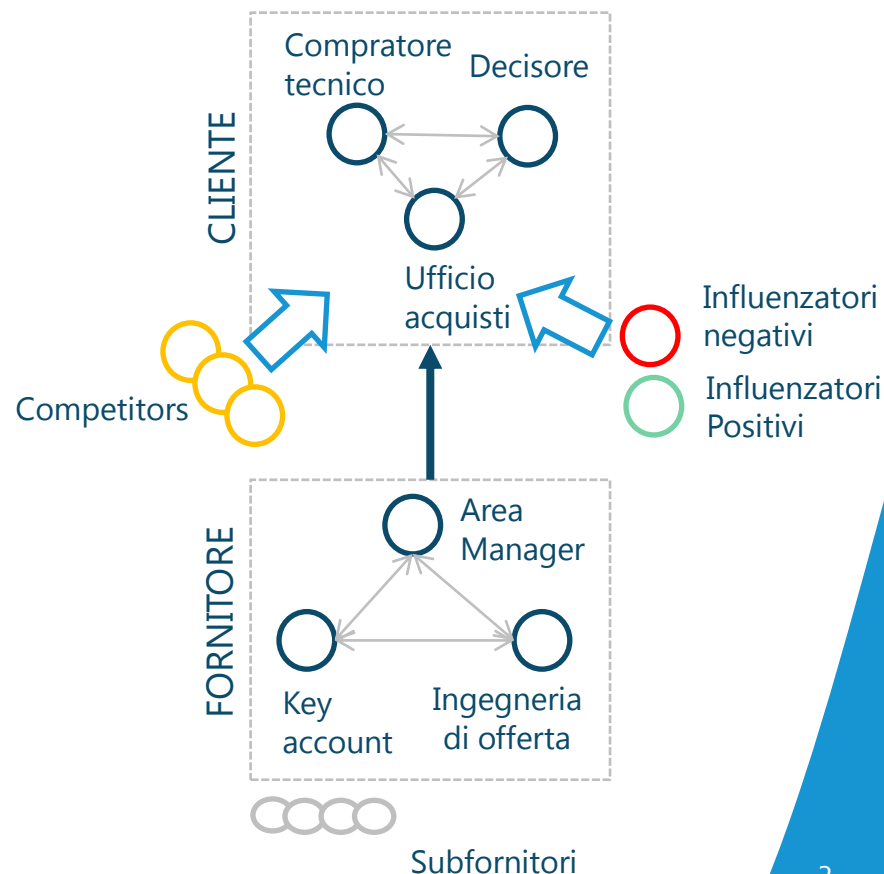 Compratore
tecnico
Decisore
CLIENTE
Ufficio
acquisti
Influenzatori
negativi
Influenzatori
Positivi
Competitors
Area
Manager
FORNITORE
Key
account
Ingegneria
di offerta
Subfornitori